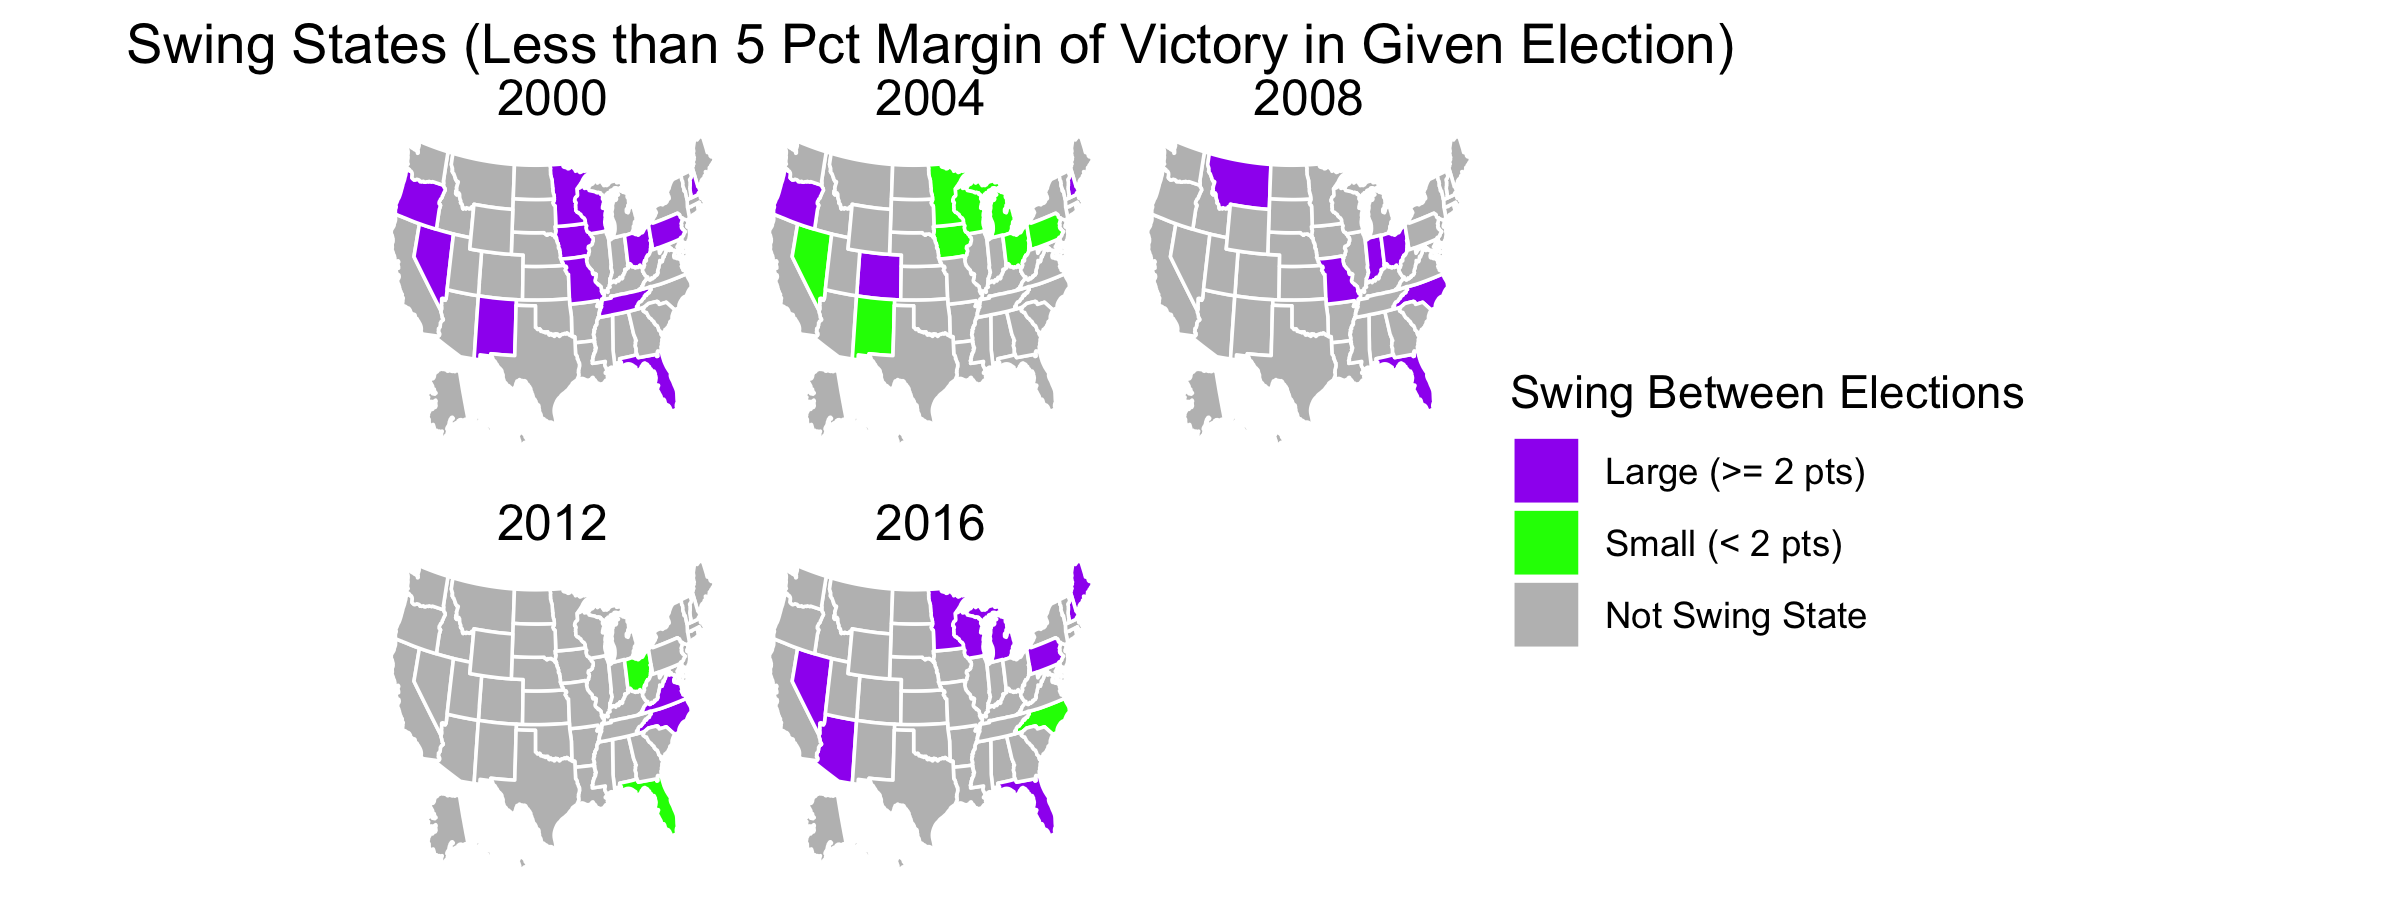 Swing States (Less than 5 Pct Margin of Victory in Given Election)
2000 2004 2008
2012 2016
Swing Between Elections
Large (>= 2 pts)
Small (< 2 pts)
Not Swing State